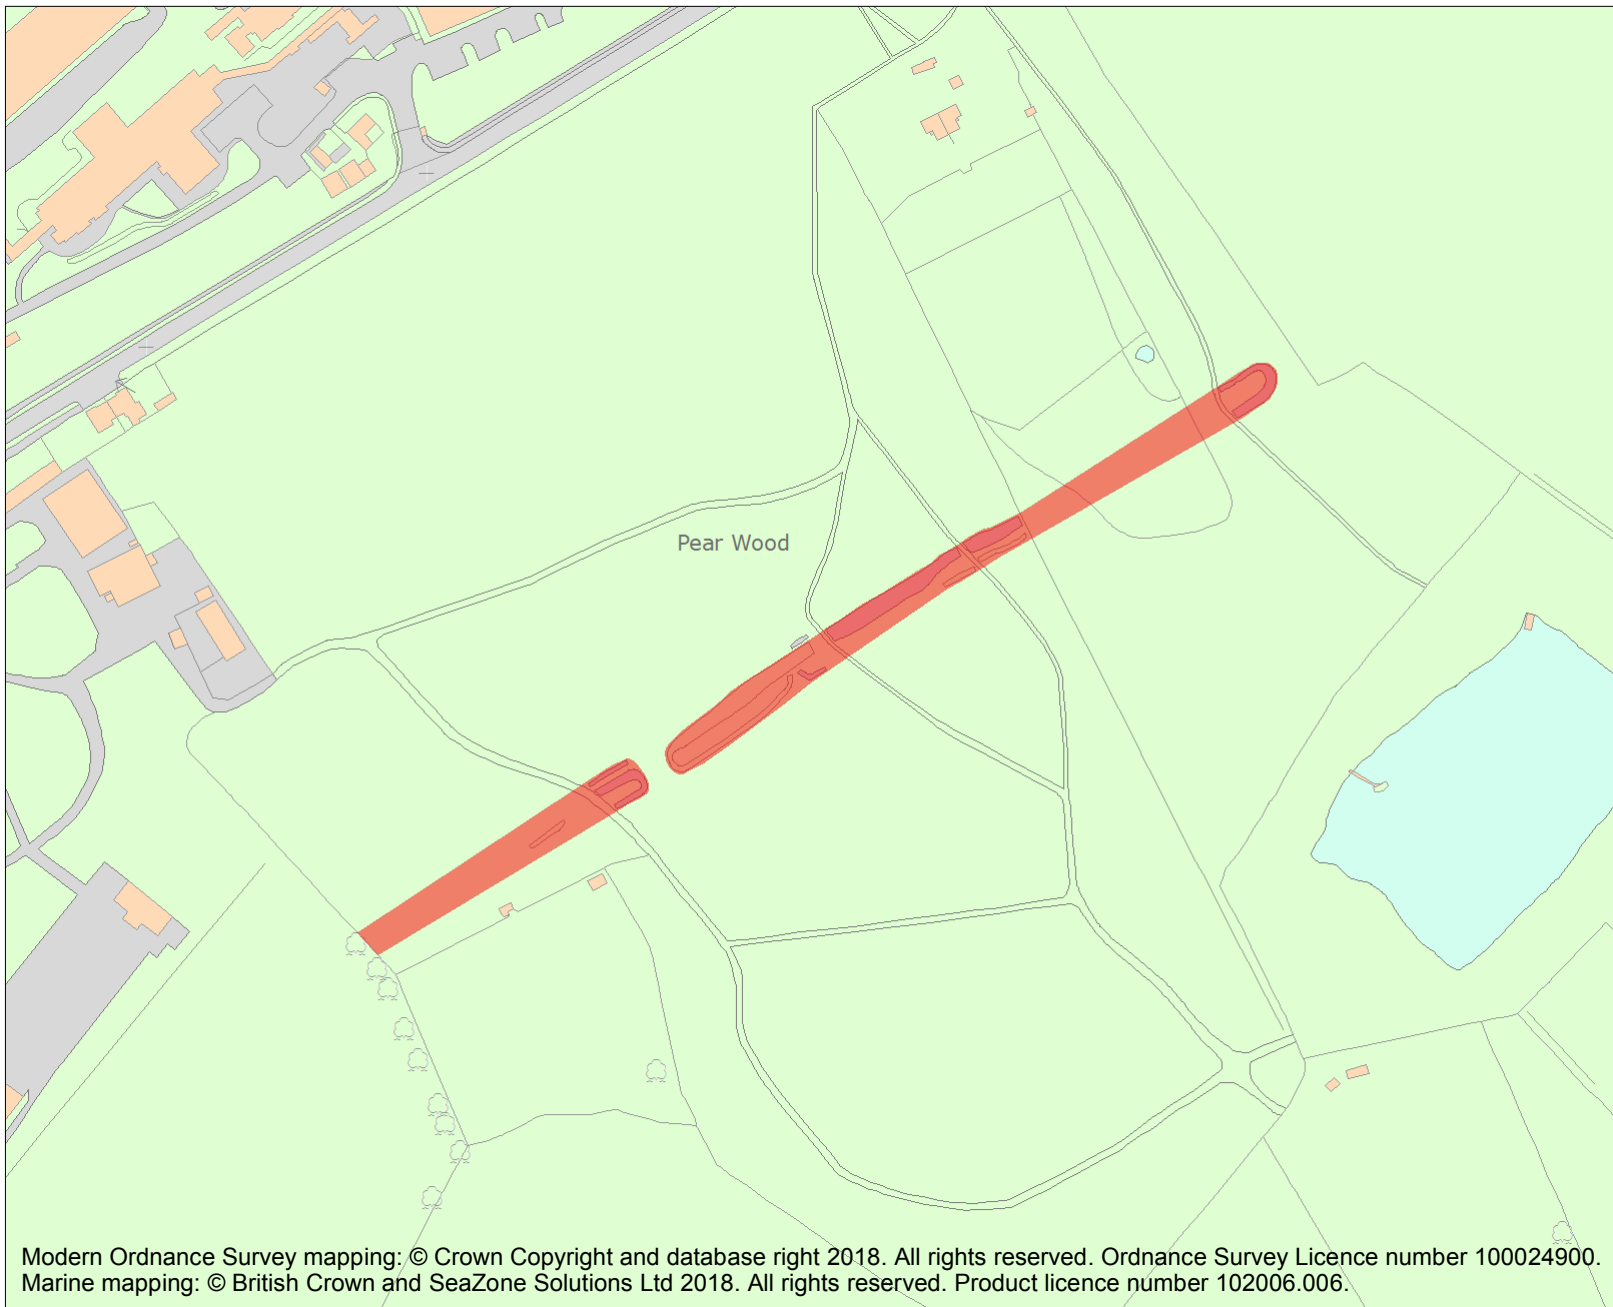 Pear Wood
Modern Ordnance Survey mapping: © Crown Copyright and database right 2018. All rights reserved. Ordnance Survey Licence number 100024900.
Marine mapping: © British Crown and SeaZone Solutions Ltd 2018. All rights reserved. Product licence number 102006.006.